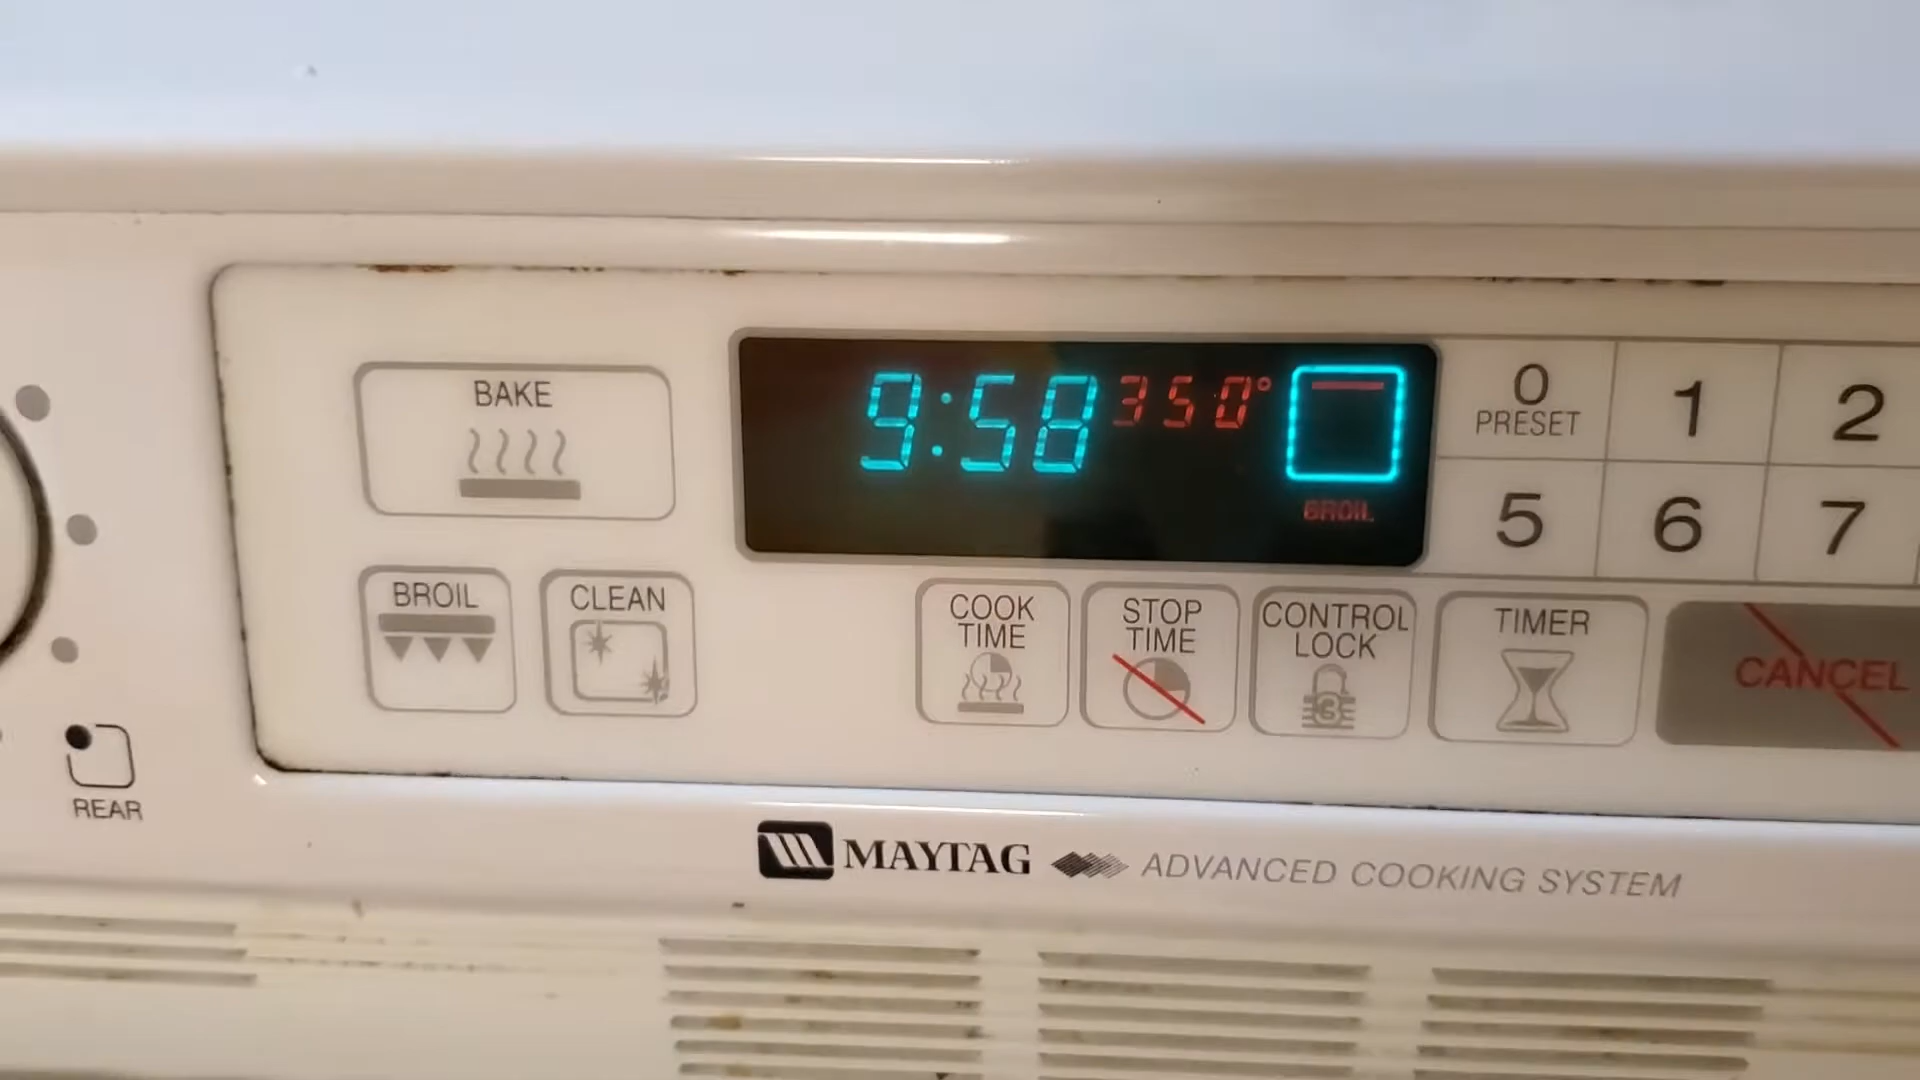 BAKE
9:58 350°
BROIL
0 1 2
PRESET
5 6 7
BROIL
CLEAN
COOK
TIME
STOP
TIME
CONTROL
LOCK
TIMER
CANCEL
REAR
MAYTAG ADVANCED COOKING SYSTEM